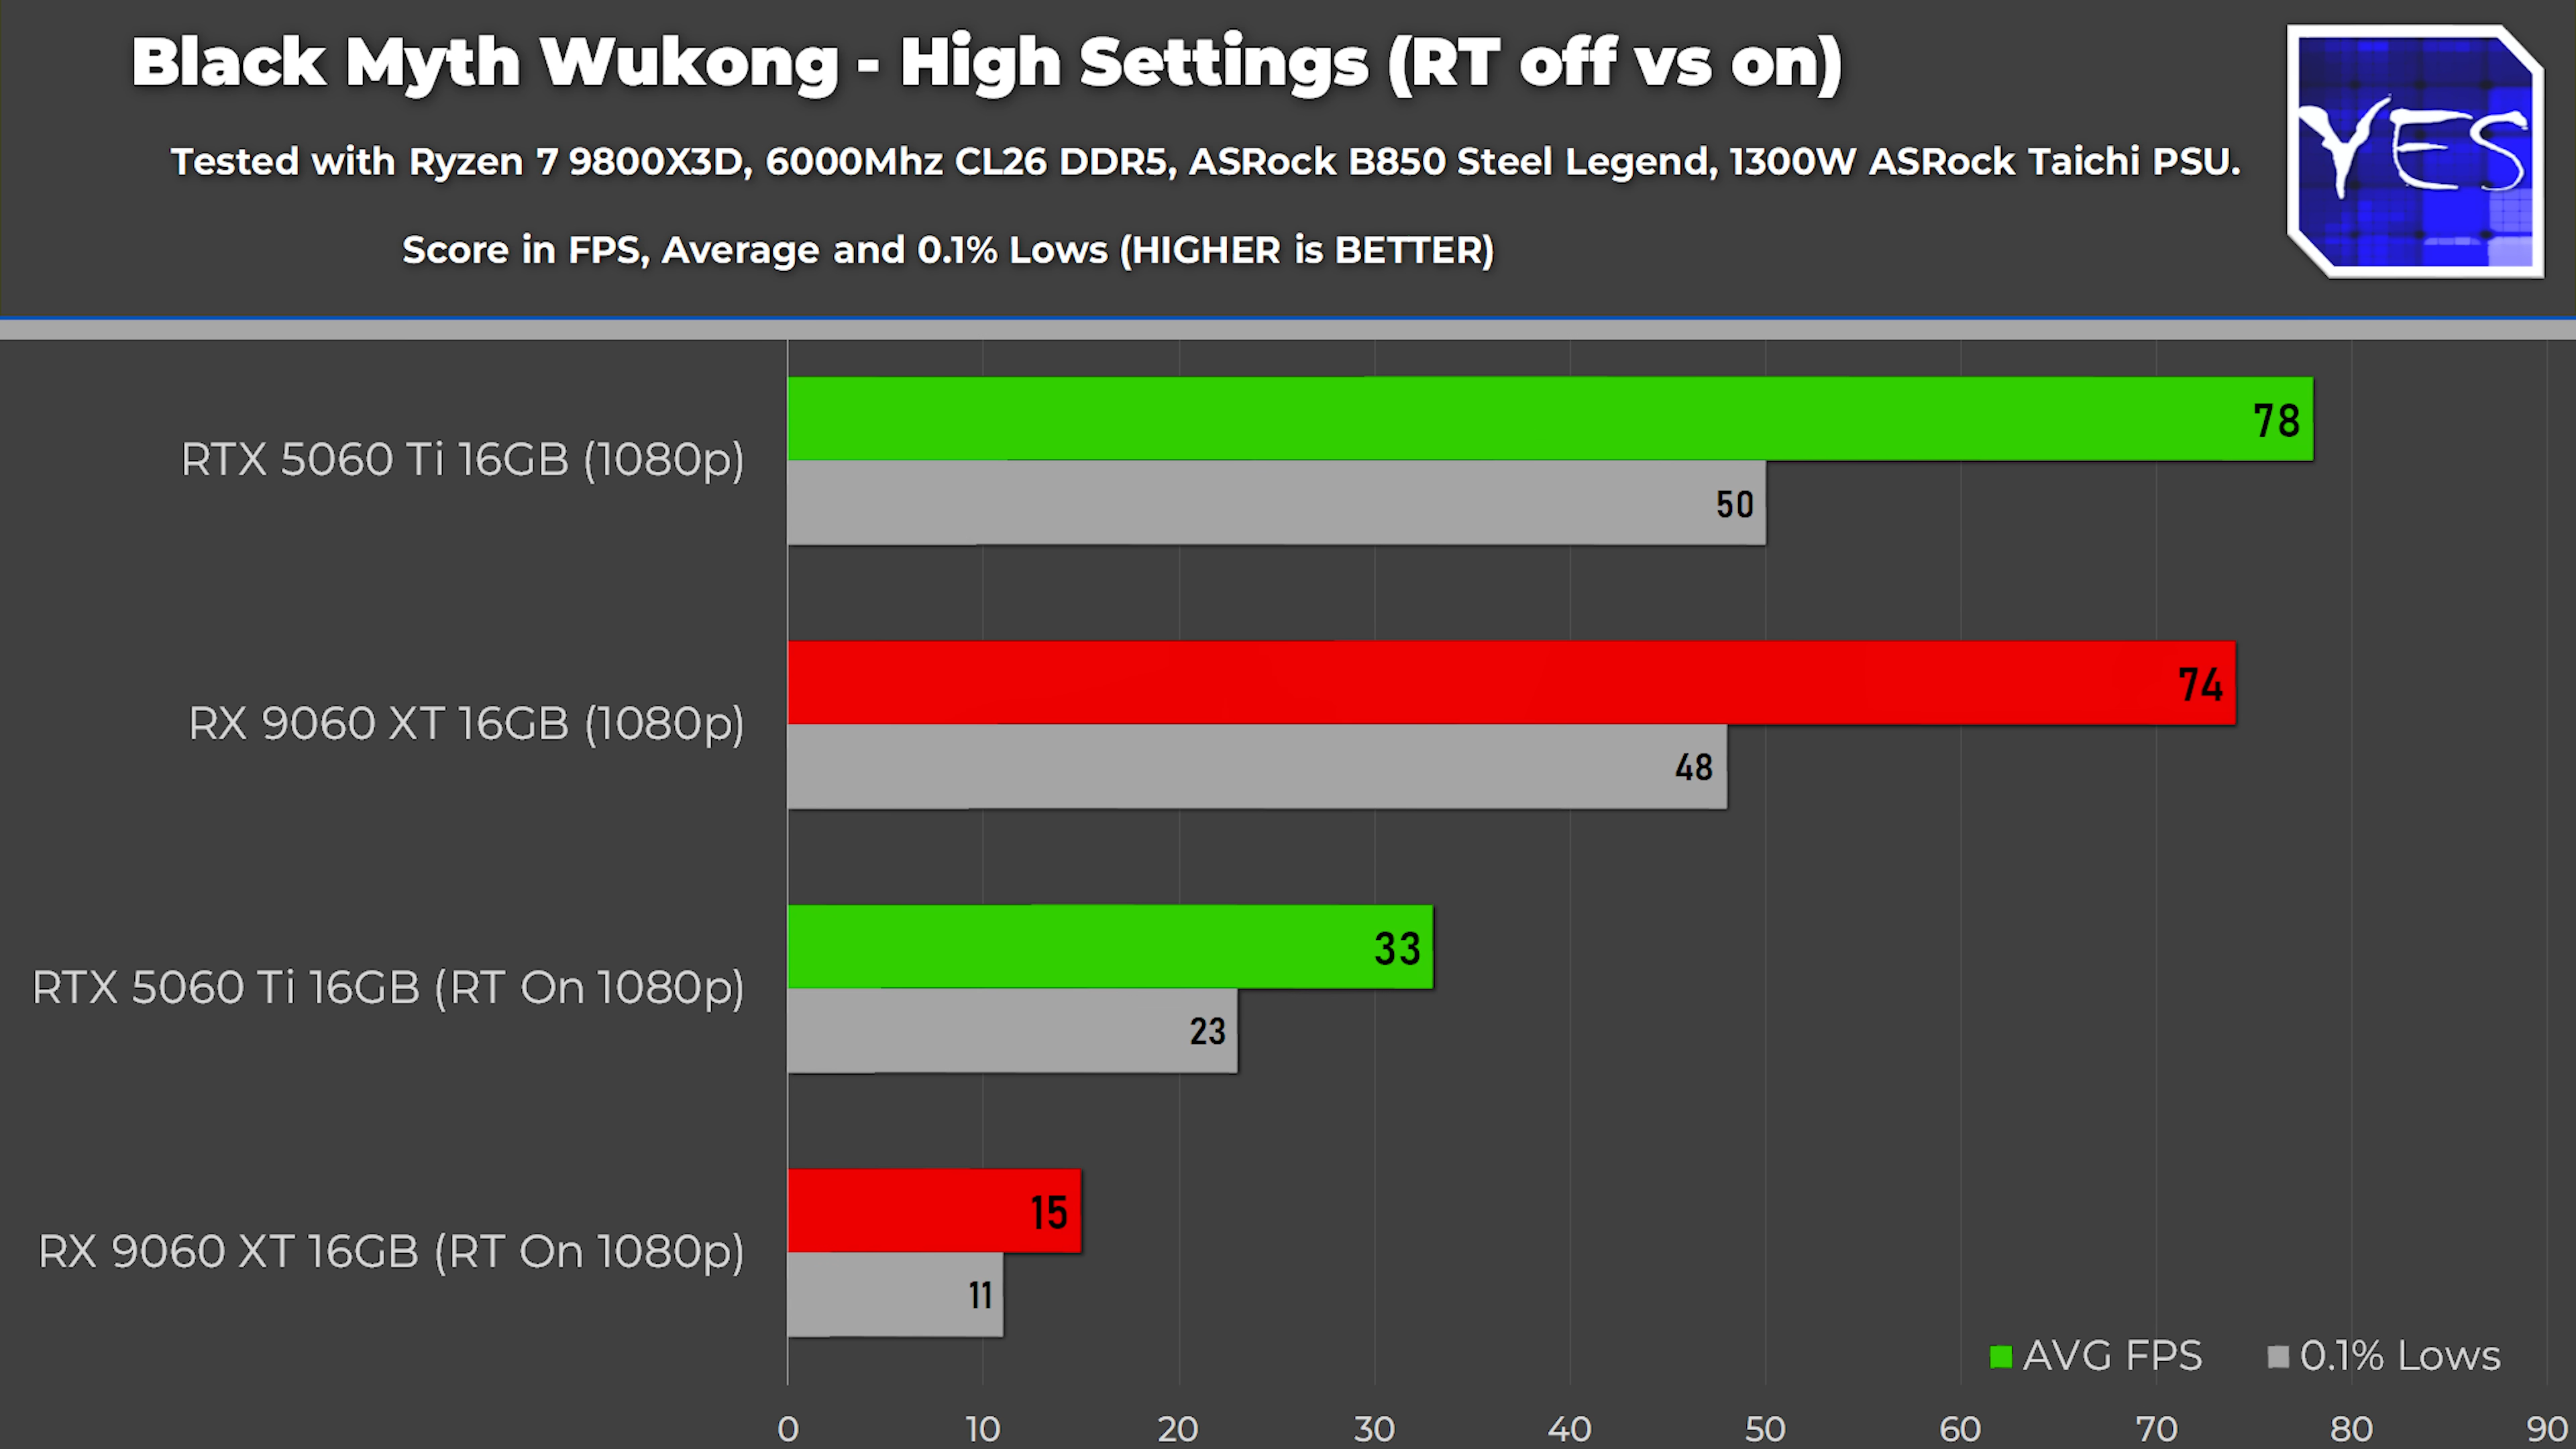 Black Myth Wukong - High Settings (RT off vs on)
Tested with Ryzen 7 9800X3D, 6000Mhz CL26 DDR5, ASRock B850 Steel Legend, 1300W ASRock Taichi PSU.
Score in FPS, Average and 0.1% Lows (HIGHER is BETTER)
YES
RTX 5060 Ti 16GB (1080p)
78
50
RX 9060 XT 16GB (1080p)
74
48
RTX 5060 Ti 16GB (RT On 1080p)
33
23
RX 9060 XT 16GB (RT On 1080p)
15
11
AVG FPS 0.1% Lows
0 10 20 30 40 50 60 70 80 90